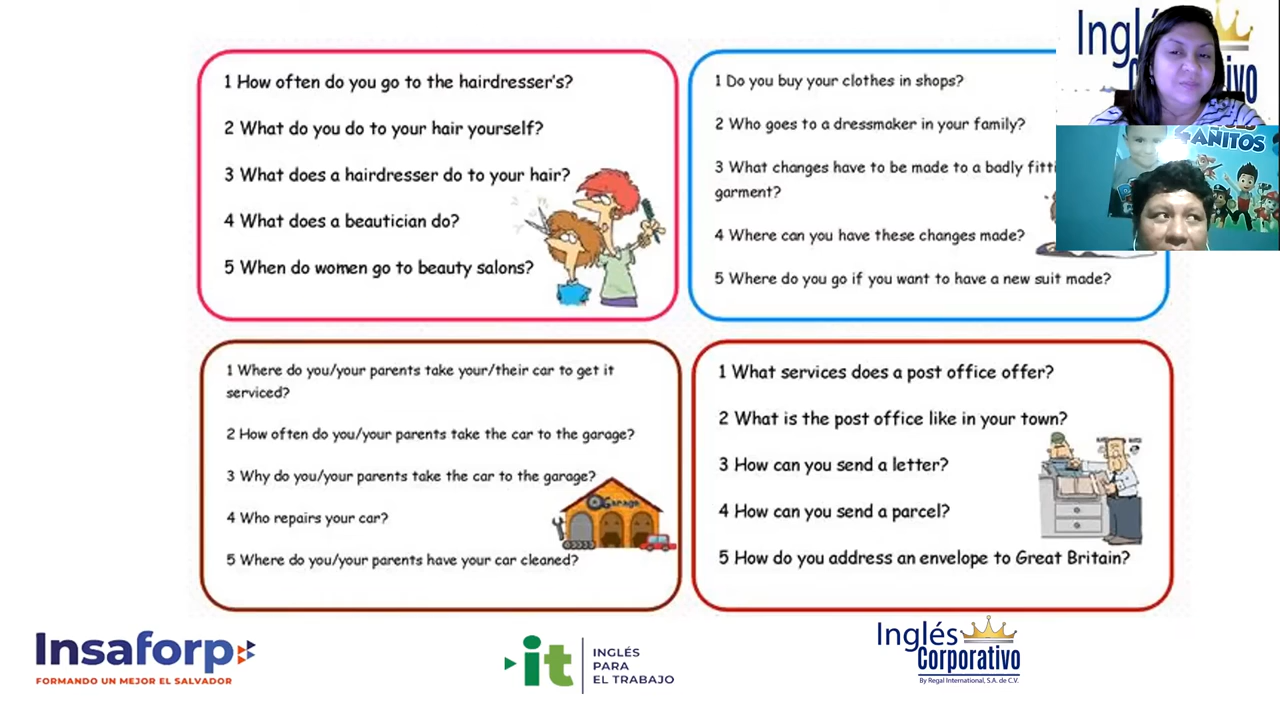 1 How often do you go to the hairdresser's?
2 What do you do to your hair yourself?
3 What does a hairdresser do to your hair?
4 What does a beautician do?
5 When do women go to beauty salons?
1 Do you buy your clothes in shops?
2 Who goes to a dressmaker in your family?
3 What changes have to be made to a badly
garment?
4 Where can you have these changes made?
5 Where do you go if you want to have a new suit made?
1 Where do you/your parents take your/their car to get it
serviced?
2 How often do you/your parents take the car to the garage?
3 Why do you/your parents take the car to the garage?
4 Who repairs your car?
5 Where do you/your parents have your car cleaned?
Garage
1 What services does a post office offer?
2 What is the post office like in your town?
3 How can you send a letter?
4 How can you send a parcel?
5 How do you address an envelope to Great Britain?
AÑITOS
Insaforp
FORMANDO UN MEJOR EL SALVADOR
it
INGLÉS
PARA
EL TRABAJO
Inglés
Corporativo
By Regal International, S.A. de C.V.